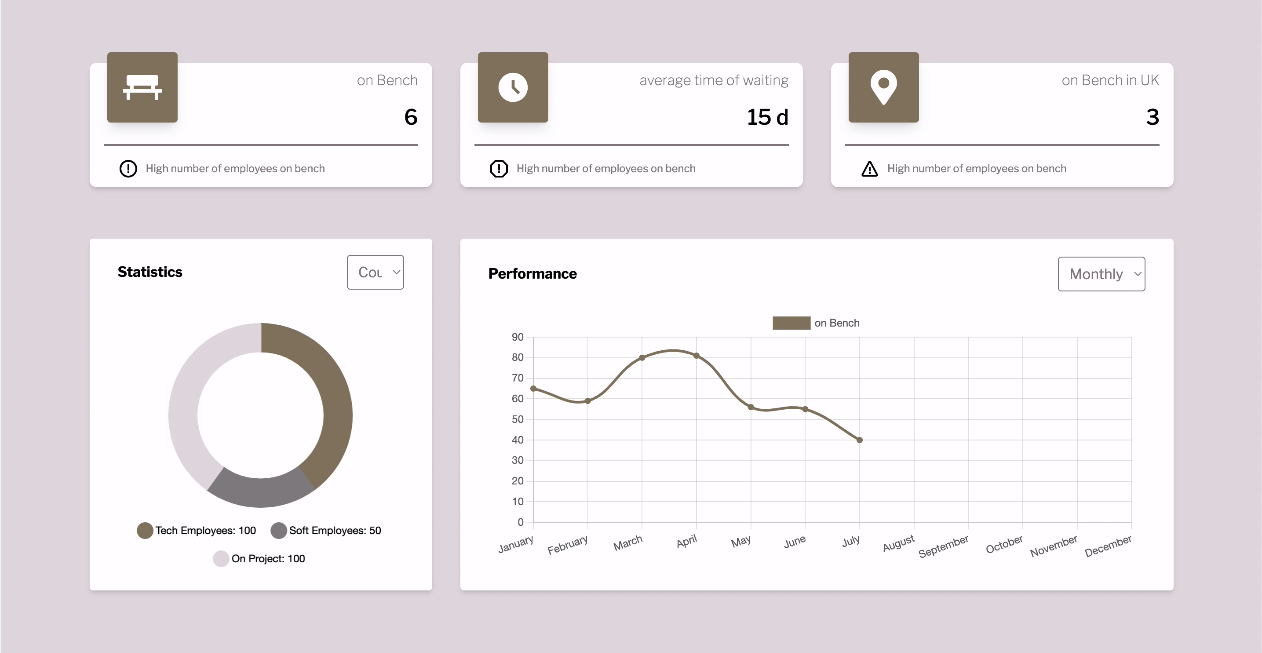 on Bench
6
High number of employees on bench
average time of waiting
15 d
High number of employees on bench
on Bench in UK
3
High number of employees on bench
Statistics
Performance
Monthly
on Bench
90
80
70
60
50
40
30
20
10
0
January
February
March
April
May
June
July
August
September
October
November
December
Tech Employees: 100
Soft Employees: 50
On Project: 100